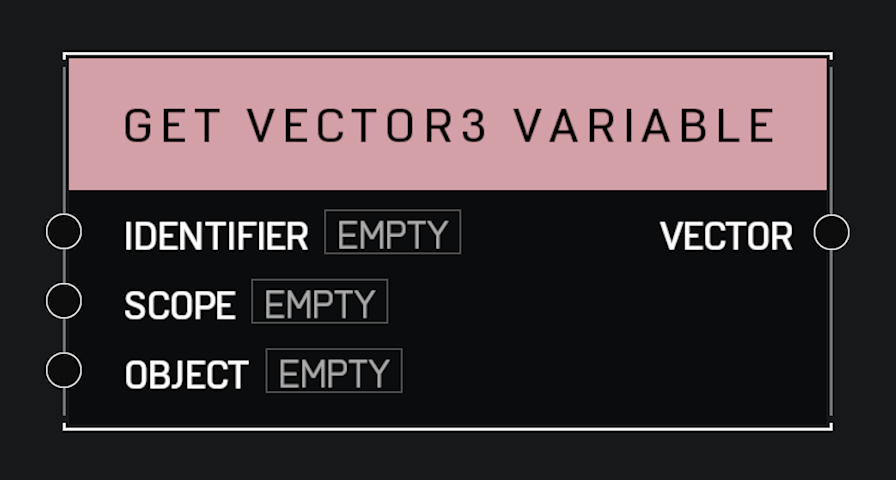 GET VECTOR3 VARIABLE
IDENTIFIER EMPTY VECTOR
SCOPE EMPTY
OBJECT EMPTY